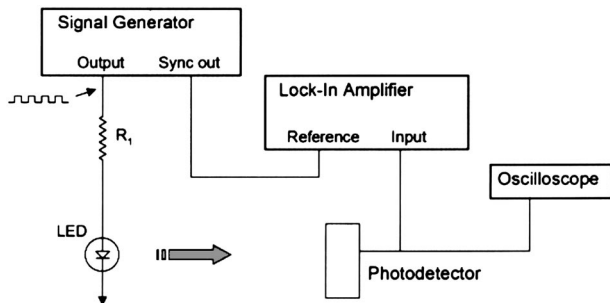 Signal Generator
Output Sync out
Lock-In Amplifier
R1
Reference Input
Oscilloscope
LED
Photodetector